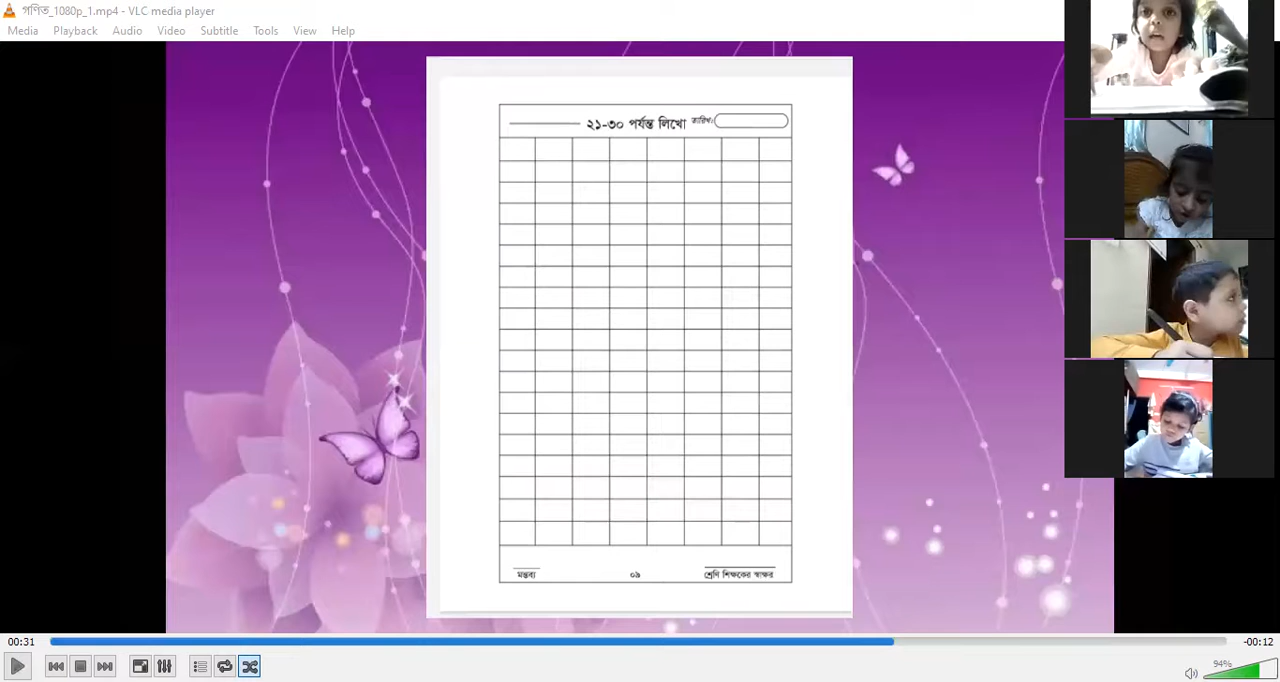 গণিত_1080p_1.mp4 - VLC media player
Media Playback Audio Video Subtitle Tools View Help
২১-৩০ পর্যন্ত লিখো তারিখ:
মন্তব্য ০৯ শ্রেণি শিক্ষকের স্বাক্ষর
00:31 -00:12
94%